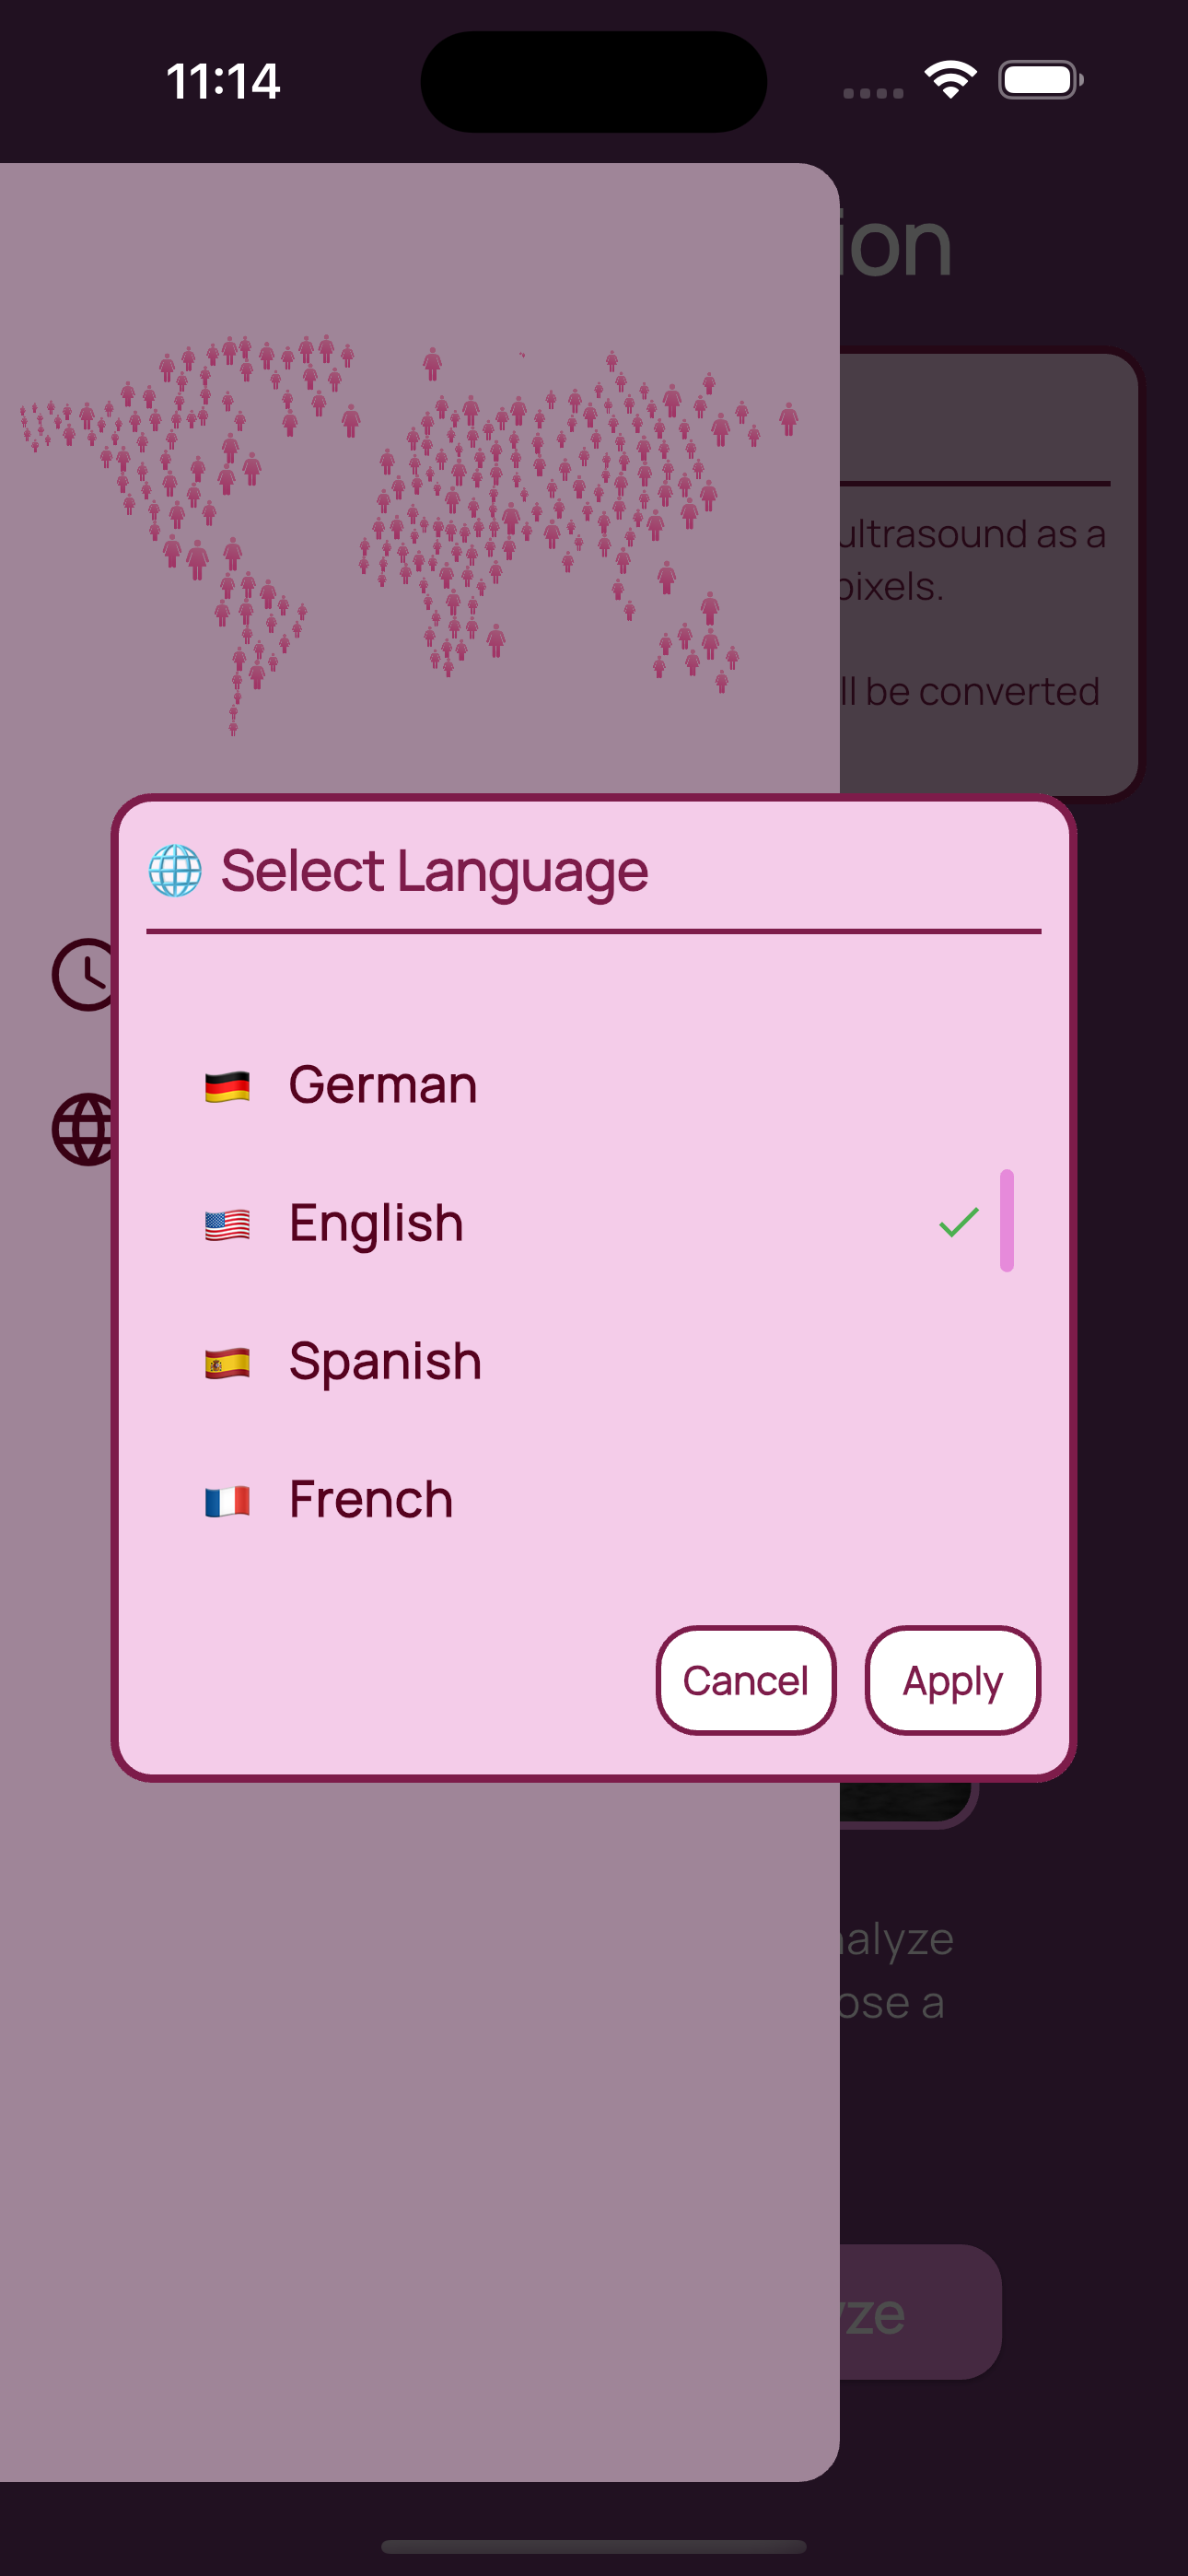 11:14
ion
ultrasound as a
pixels.
ll be converted
Select Language
German
English
Spanish
French
Cancel
Apply
nalyze
ose a
yze